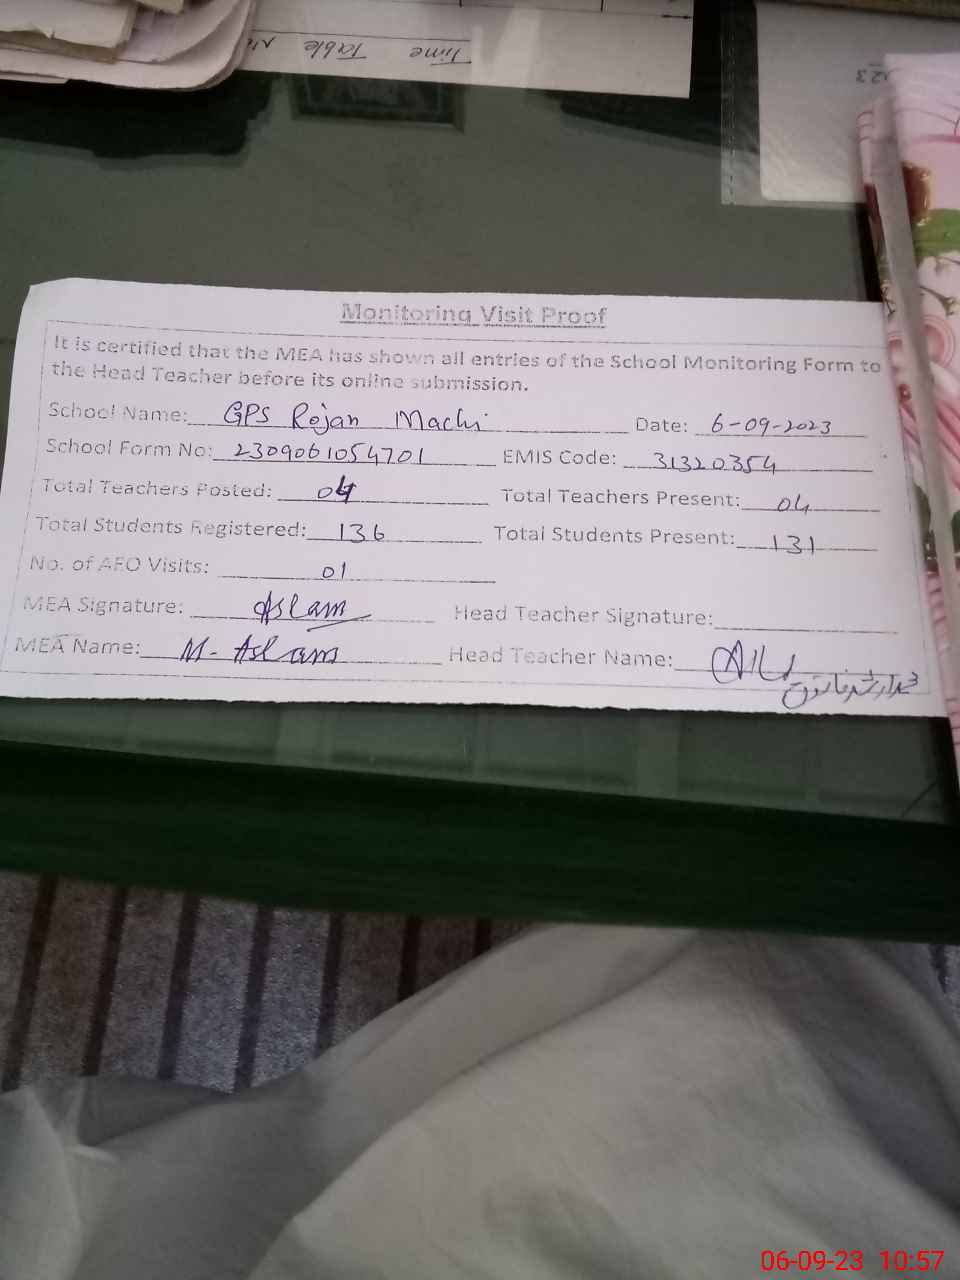 Time Table
2023
Monitoring Visit Proof
It is certified that the MEA has shown all entries of the School Monitoring Form to
the Head Teacher before its online submission.
School Name: GPS Rojan Machi Date: 6-09-2023
School Form No: 2309061054701 EMIS Code: 31320354
Total Teachers Posted: 04 Total Teachers Present: 04
Total Students Registered: 136 Total Students Present: 131
No. of AEO Visits: 01
MEA Signature: Aslam Head Teacher Signature:
MEA Name: M. Aslam Head Teacher Name:
06-09-23 10:57